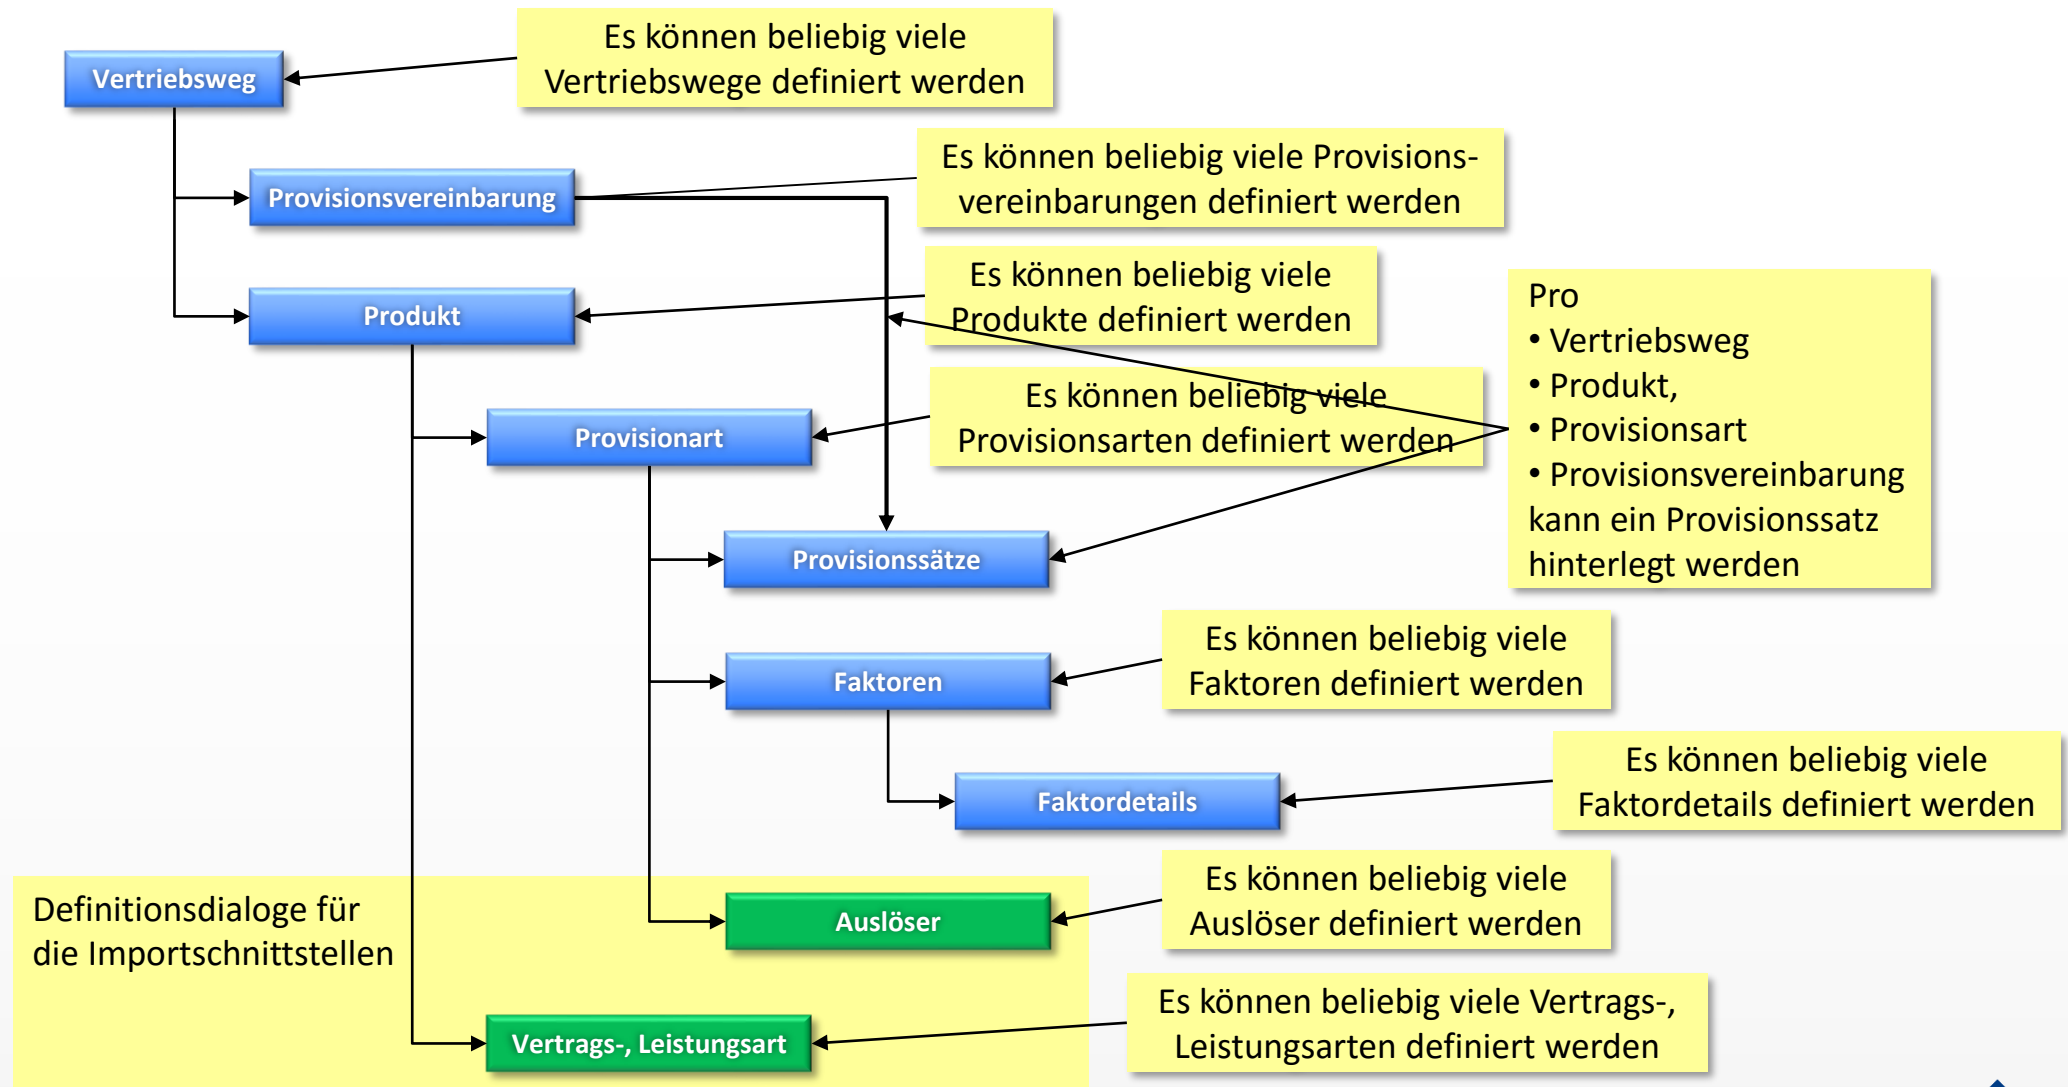 Es können beliebig viele
Vertriebswege definiert werden
Vertriebsweg
Es können beliebig viele Provisions-
vereinbarungen definiert werden
Provisionsvereinbarung
Es können beliebig viele
Produkte definiert werden
Produkt
Pro
• Vertriebsweg
• Produkt,
• Provisionsart
• Provisionsvereinbarung
kann ein Provisionssatz
hinterlegt werden
Es können beliebig viele
Provisionsarten definiert werden
Provisionart
Provisionssätze
Es können beliebig viele
Faktoren definiert werden
Faktoren
Es können beliebig viele
Faktordetails definiert werden
Faktordetails
Es können beliebig viele
Auslöser definiert werden
Definitionsdialoge für
die Importschnittstellen
Auslöser
Es können beliebig viele Vertrags-,
Leistungsarten definiert werden
Vertrags-, Leistungsart